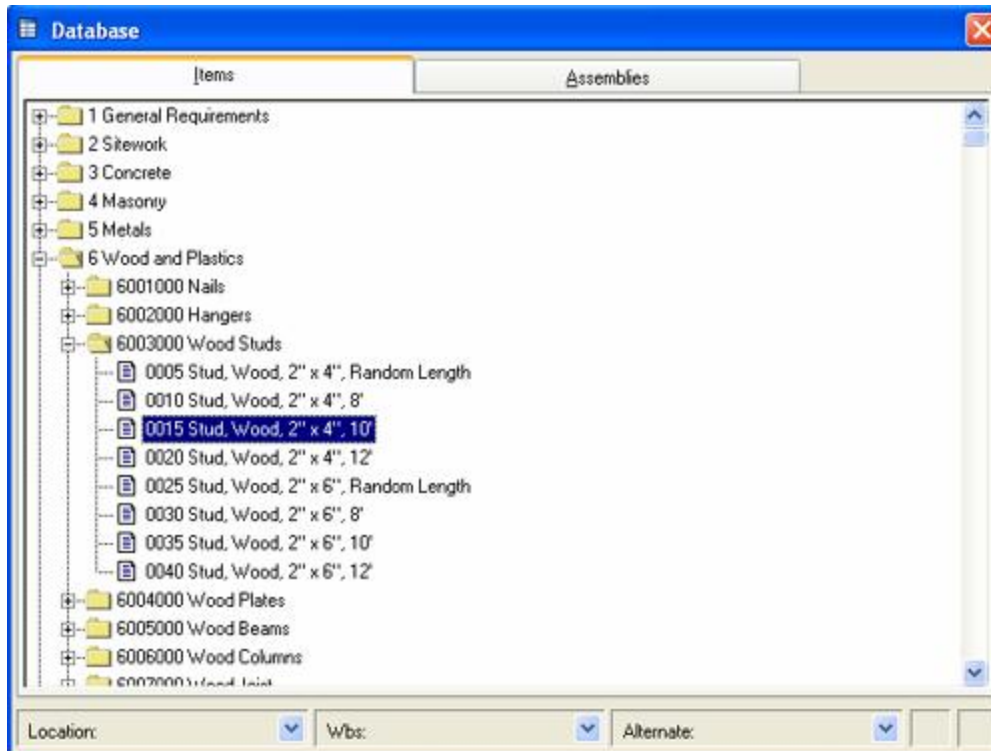 Database
Items Assemblies
1 General Requirements
2 Sitework
3 Concrete
4 Masonry
5 Metals
6 Wood and Plastics
6001000 Nails
6002000 Hangers
6003000 Wood Studs
0005 Stud, Wood, 2" x 4", Random Length
0010 Stud, Wood, 2" x 4", 8'
0015 Stud, Wood, 2" x 4", 10'
0020 Stud, Wood, 2" x 4", 12'
0025 Stud, Wood, 2" x 6", Random Length
0030 Stud, Wood, 2" x 6", 8'
0035 Stud, Wood, 2" x 6", 10'
0040 Stud, Wood, 2" x 6", 12'
6004000 Wood Plates
6005000 Wood Beams
6006000 Wood Columns
6007000 Wood Joist
Location: Wbs: Alternate: